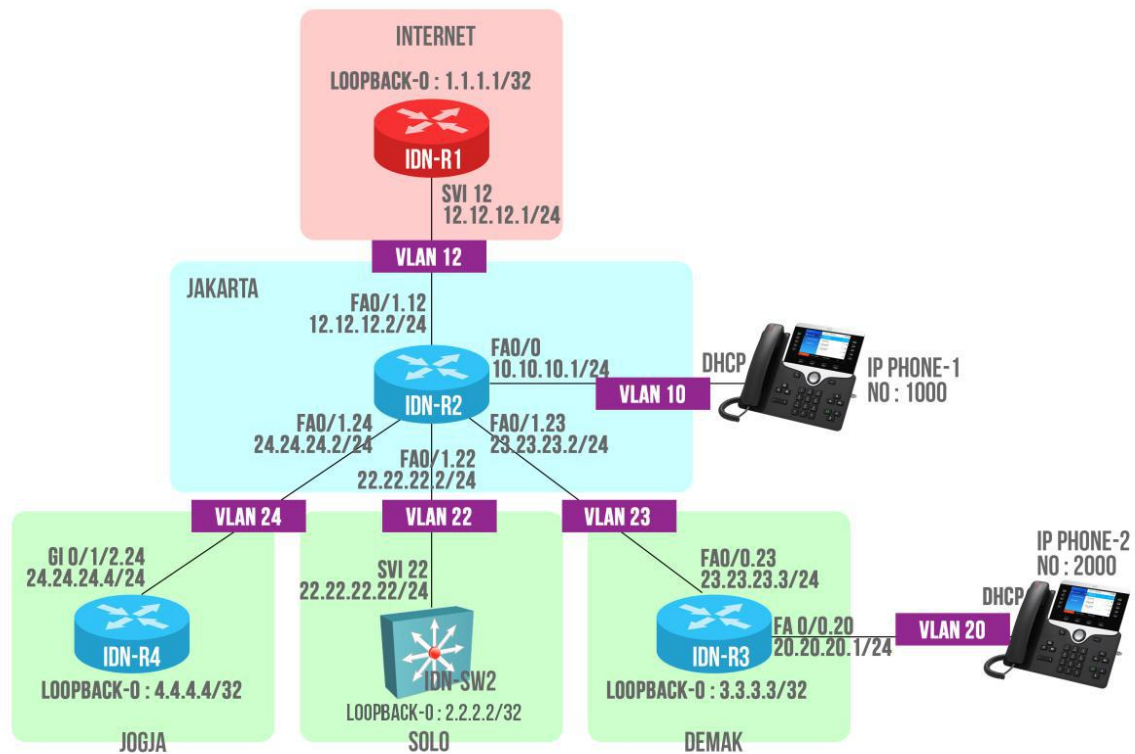 INTERNET
LOOPBACK-0 : 1.1.1.1/32
IDN-R1
SVI 12
12.12.12.1/24
VLAN 12
JAKARTA
FA0/1.12
12.12.12.2/24
FA0/0
10.10.10.1/24
DHCP
VLAN 10
IP PHONE-1
NO : 1000
IDN-R2
FA0/1.24
24.24.24.2/24
FA0/1.22
22.22.22.2/24
FA0/1.23
23.23.23.2/24
VLAN 24
VLAN 22
VLAN 23
GI 0/1/2.24
24.24.24.4/24
IDN-R4
LOOPBACK-0 : 4.4.4.4/32
JOGJA
SVI 22
22.22.22.22/24
IDN-SW2
LOOPBACK-0 : 2.2.2.2/32
SOLO
FA0/0.23
23.23.23.3/24
IDN-R3
FA 0/0.20
20.20.20.1/24
LOOPBACK-0 : 3.3.3.3/32
DEMAK
VLAN 20
DHCP
IP PHONE-2
NO : 2000